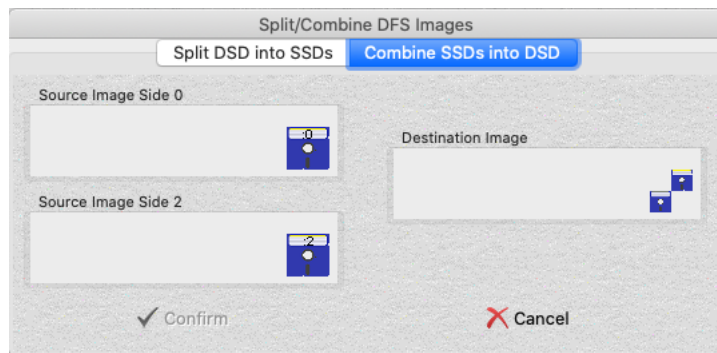 Split/Combine DFS Images
Split DSD into SSDs
Combine SSDs into DSD
Source Image Side 0
:0
Destination Image
Source Image Side 2
:2
Confirm
Cancel